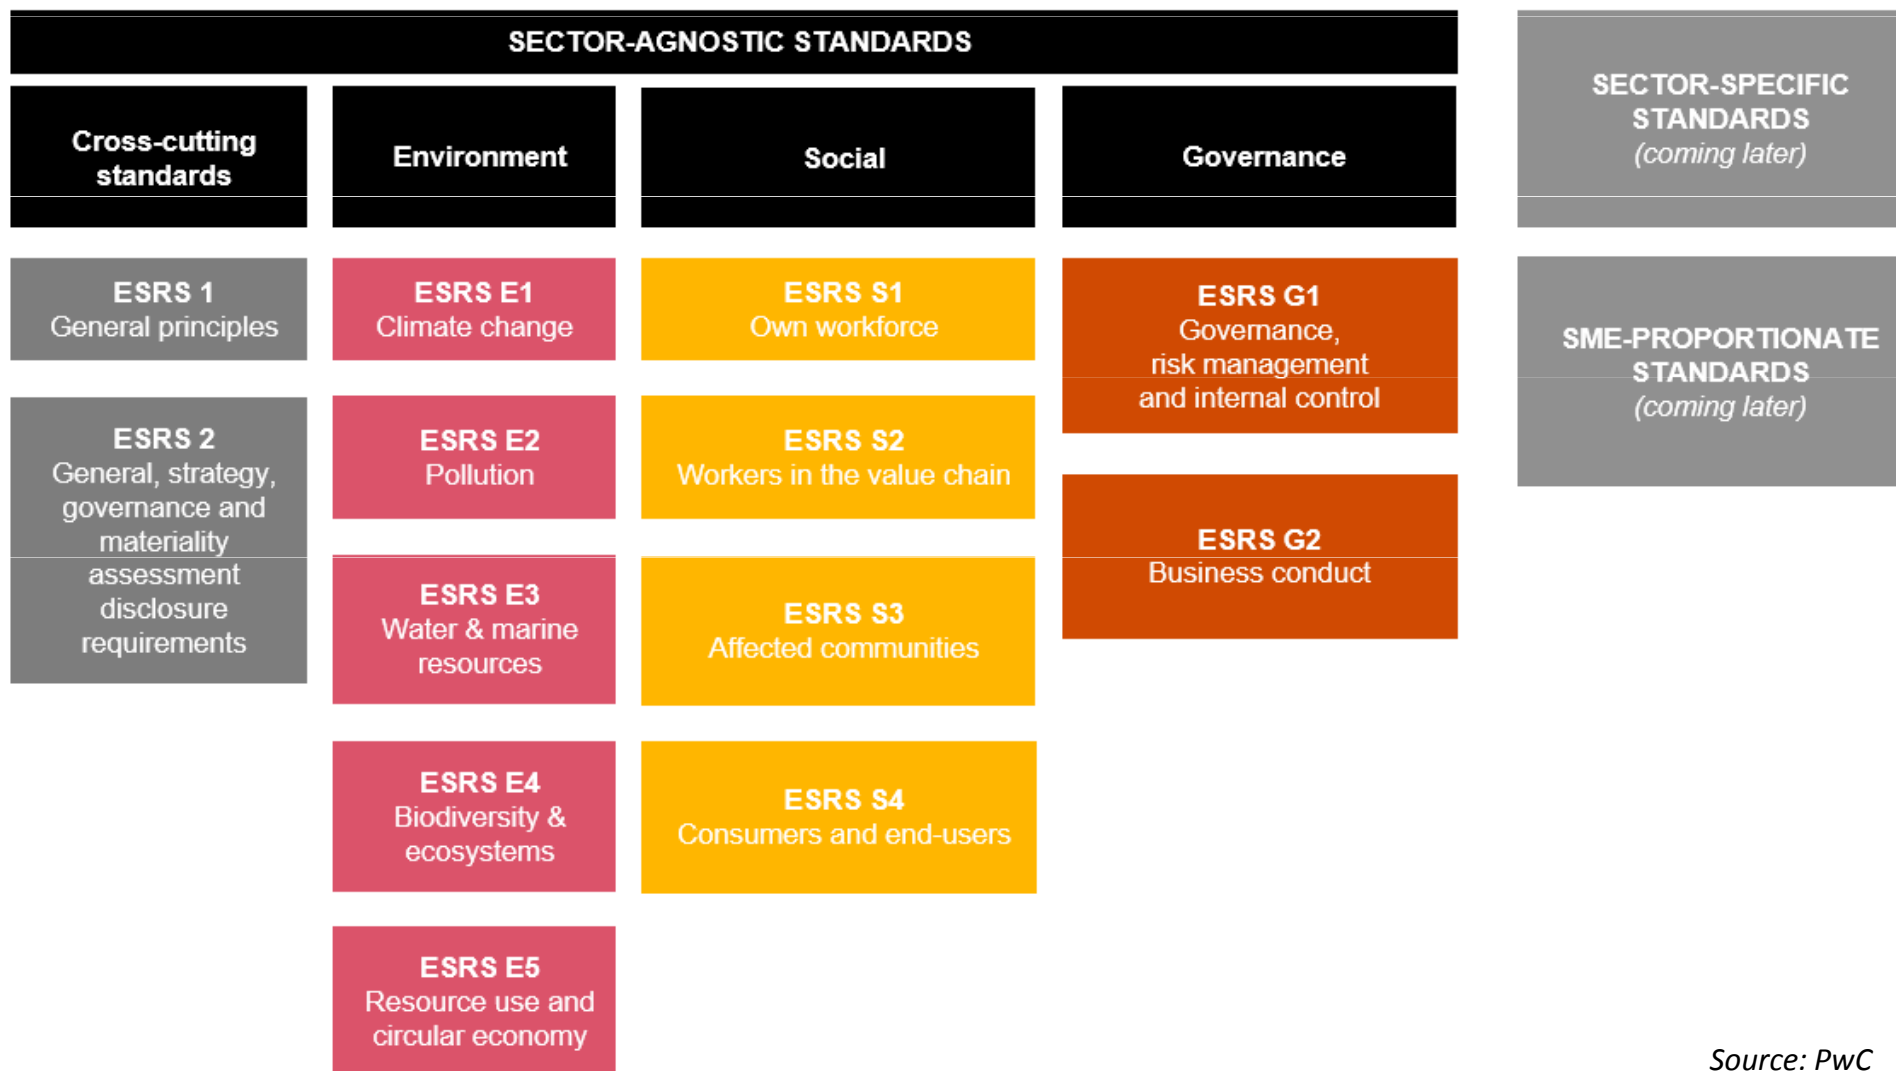 SECTOR-AGNOSTIC STANDARDS
Cross-cutting
standards
Environment
Social
Governance
ESRS 1
General principles
ESRS 2
General, strategy,
governance and
materiality
assessment
disclosure
requirements
ESRS E1
Climate change
ESRS E2
Pollution
ESRS E3
Water & marine
resources
ESRS E4
Biodiversity &
ecosystems
ESRS E5
Resource use and
circular economy
ESRS S1
Own workforce
ESRS S2
Workers in the value chain
ESRS S3
Affected communities
ESRS S4
Consumers and end-users
ESRS G1
Governance,
risk management
and internal control
ESRS G2
Business conduct
SECTOR-SPECIFIC
STANDARDS
(coming later)
SME-PROPORTIONATE
STANDARDS
(coming later)
Source: PwC